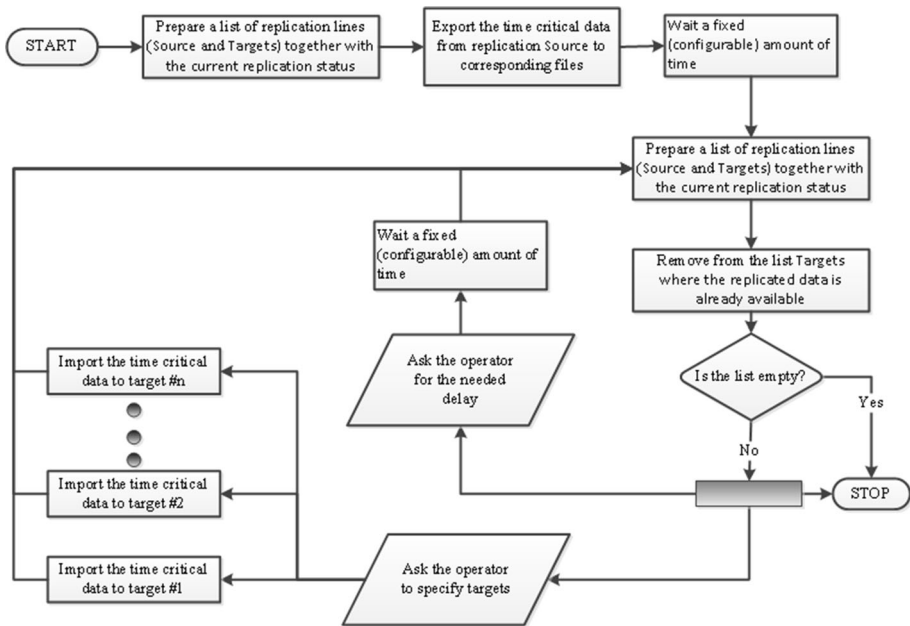 START
Prepare a list of replication lines
(Source and Targets) together with
the current replication status
Export the time critical data
from replication Source to
corresponding files
Wait a fixed
(configurable) amount of
time
Prepare a list of replication lines
(Source and Targets) together with
the current replication status
Wait a fixed
(configurable) amount of
time
Remove from the list Targets
where the replicated data is
already available
Import the time critical
data to target #n
Ask the operator
for the needed
delay
Is the list empty?
Yes
No
Import the time critical
data to target #2
STOP
Import the time critical
data to target #1
Ask the operator
to specify targets